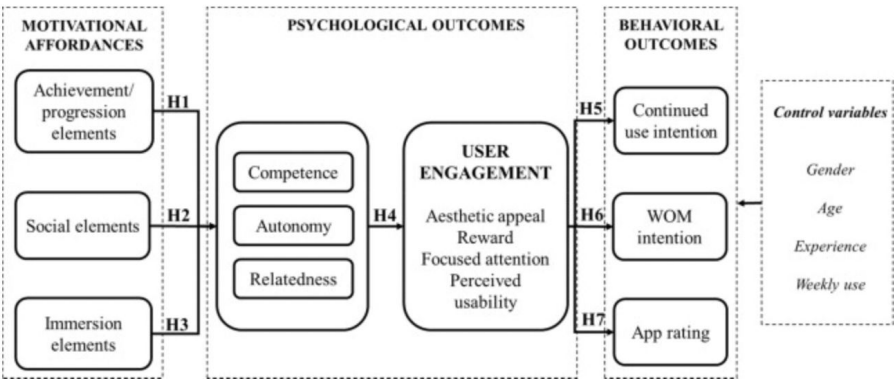 MOTIVATIONAL
AFFORDANCES
Achievement/
progression
elements
H1
Social elements
H2
Immersion
elements
H3
PSYCHOLOGICAL OUTCOMES
Competence
Autonomy
Relatedness
H4
USER
ENGAGEMENT
Aesthetic appeal
Reward
Focused attention
Perceived
usability
BEHAVIORAL
OUTCOMES
H5
Continued
use intention
H6
WOM
intention
H7
App rating
Control variables
Gender
Age
Experience
Weekly use